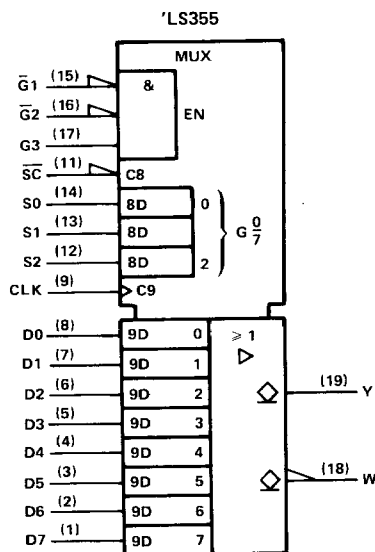 'LS355
MUX
G̅1 (15) & EN
G̅2 (16)
G3 (17)
S̅C̅ (11) C8
S0 (14) 8D 0
S1 (13) 8D G 0/7
S2 (12) 8D 2
CLK (9) C9
D0 (8) 9D 0 ≥ 1
D1 (7) 9D 1
D2 (6) 9D 2 (19) Y
D3 (5) 9D 3
D4 (4) 9D 4
D5 (3) 9D 5 (18) W
D6 (2) 9D 6
D7 (1) 9D 7